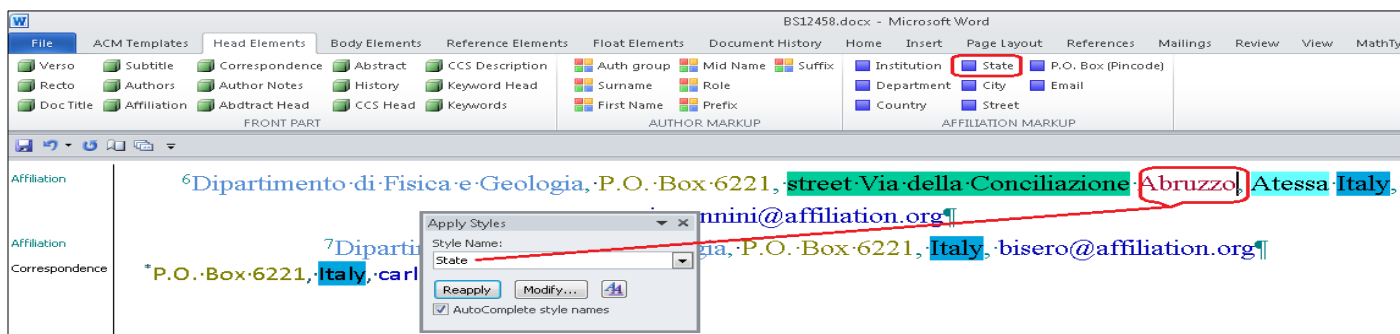 BS12458.docx - Microsoft Word
File ACM Templates Head Elements Body Elements Reference Elements Float Elements Document History Home Insert Page Layout References Mailings Review View MathTy
Verso Subtitle Correspondence Abstract CCS Description Auth group Mid Name Suffix Institution State P.O. Box (Pincode)
Recto Authors Author Notes History Keyword Head Surname Role Department City Email
Doc Title Affiliation Abdtract Head CCS Head Keywords First Name Prefix Country Street
FRONT PART AUTHOR MARKUP AFFILIATION MARKUP
Affiliation ⁶Dipartimento·di·Fisica·e·Geologia,·P.O.·Box·6221,·street·Via·della·Conciliazione·Abruzzo,·Atessa·Italy,
nnini@affiliation.org¶
Apply Styles
Style Name:
State
Reapply Modify...
AutoComplete style names
Affiliation ⁷Diparti gia,·P.O.·Box·6221,·Italy,·bisero@affiliation.org¶
Correspondence *P.O.·Box·6221,·Italy,·carl